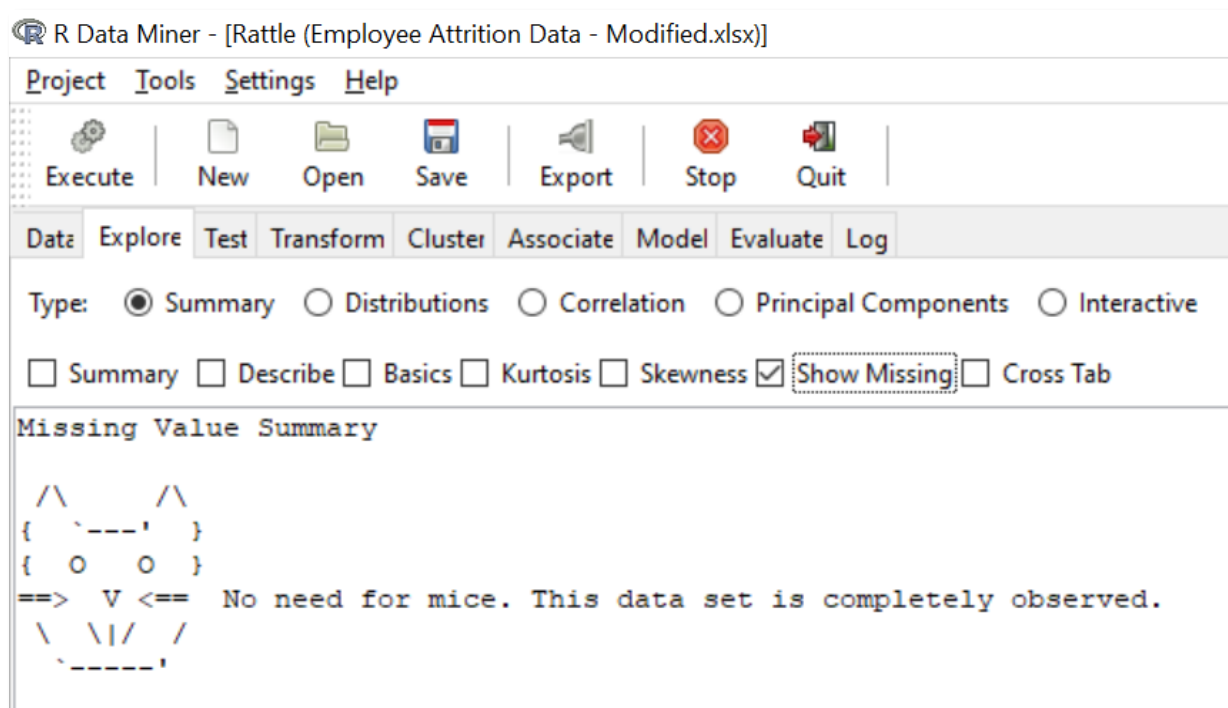 R Data Miner - [Rattle (Employee Attrition Data - Modified.xlsx)]
Project Tools Settings Help
Execute New Open Save Export Stop Quit
Data Explore Test Transform Cluster Associate Model Evaluate Log
Type: Summary Distributions Correlation Principal Components Interactive
Summary Describe Basics Kurtosis Skewness Show Missing Cross Tab
Missing Value Summary
 /\     /\
{  `---'  }
{  O   O  }
==>  V <==  No need for mice. This data set is completely observed.
 \  \|/  /
  `-----'